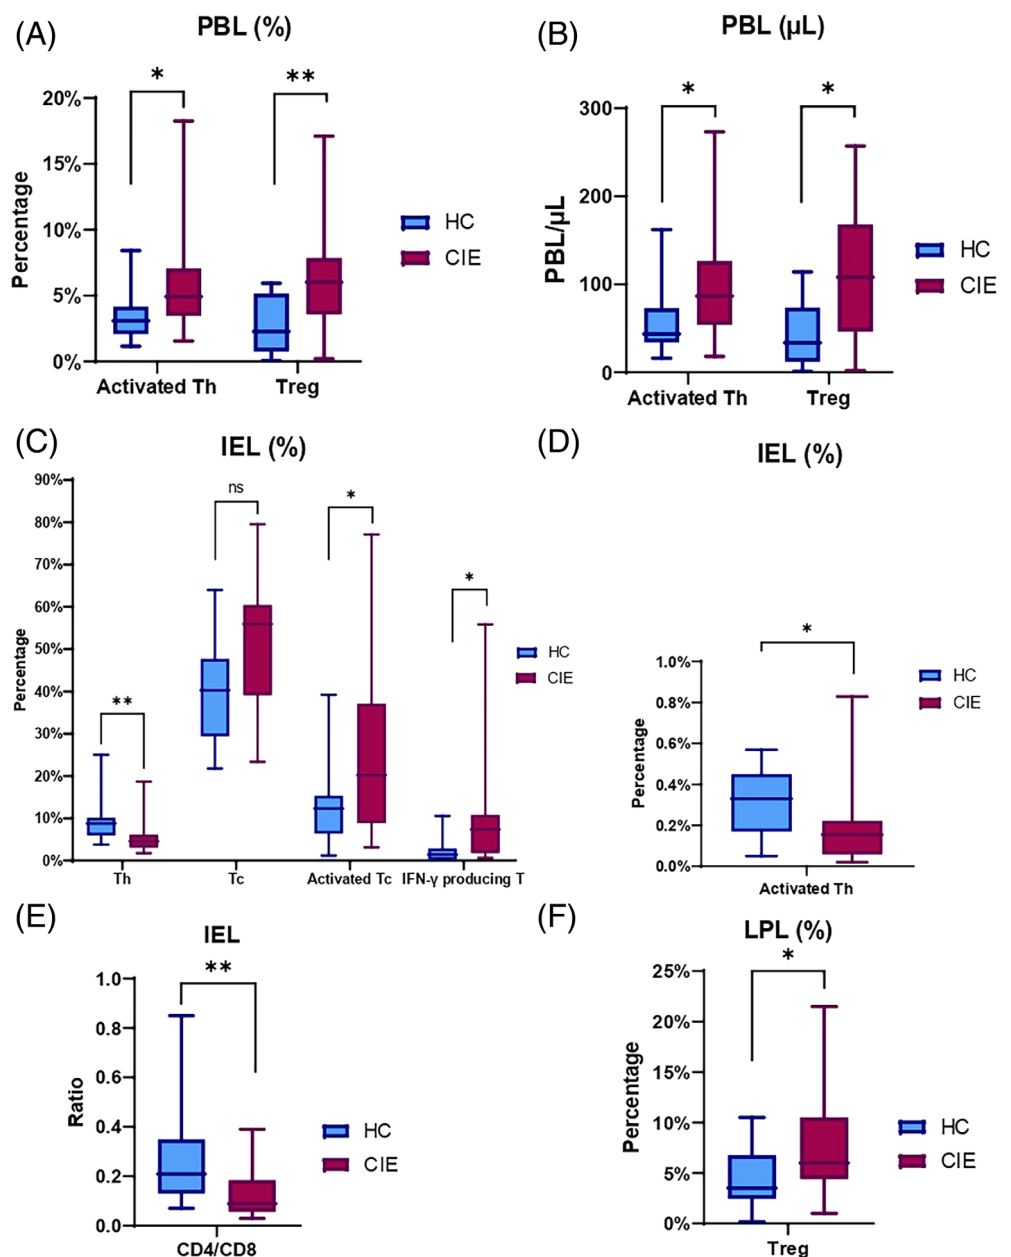 (A)
PBL (%)
*
**
20%
15%
10%
5%
0%
Percentage
Activated Th
Treg
HC
CIE
(B)
PBL (µL)
*
*
300
200
100
0
PBL/µL
Activated Th
Treg
HC
CIE
(C)
IEL (%)
90%
80%
70%
60%
50%
40%
30%
20%
10%
0%
Percentage
**
ns
*
*
Th
Tc
Activated Tc
IFN-γ producing T
HC
CIE
(D)
IEL (%)
*
1.0%
0.8%
0.6%
0.4%
0.2%
0.0%
Percentage
Activated Th
HC
CIE
(E)
IEL
**
1.0
0.8
0.6
0.4
0.2
0.0
Ratio
CD4/CD8
HC
CIE
(F)
LPL (%)
*
25%
20%
15%
10%
5%
0%
Percentage
Treg
HC
CIE